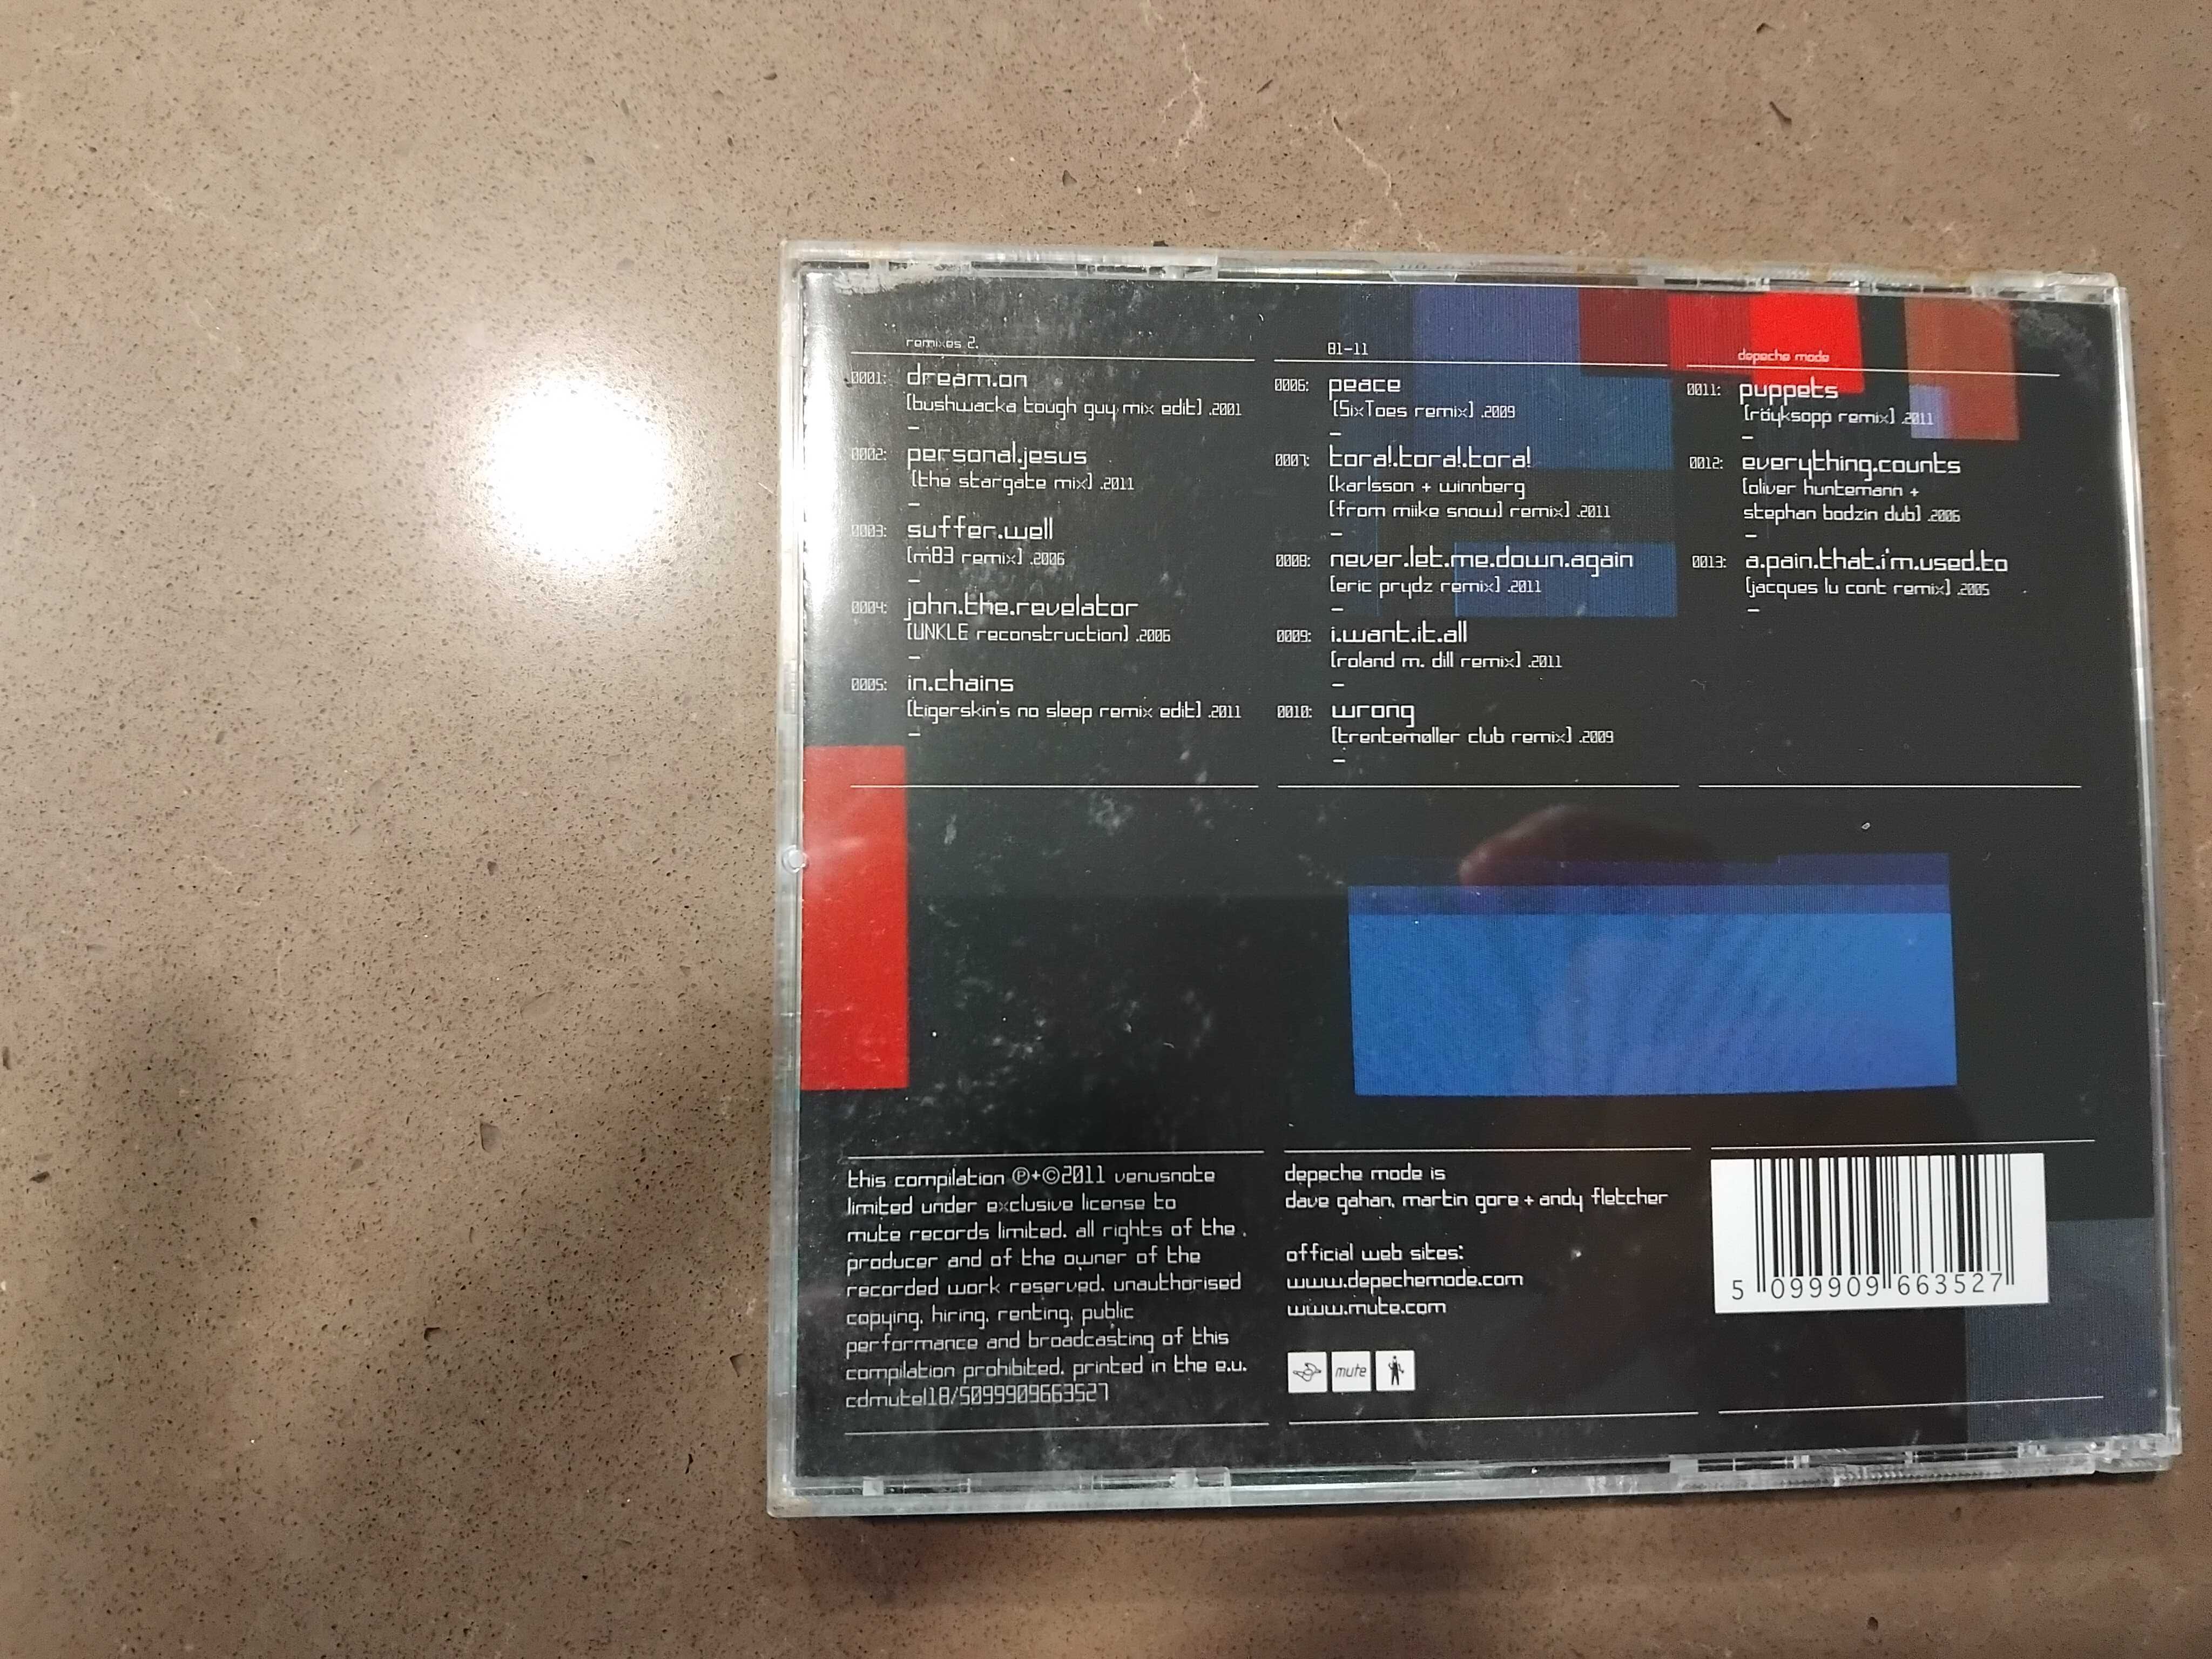 remixes 2.
0001: dream.on
[bushwacka tough guy mix edit] .2001
–
0002: personal.jesus
[the stargate mix] .2011
–
0003: suffer.well
[m83 remix] .2006
–
0004: john.the.revelator
[UNKLE reconstruction] .2006
–
0005: in.chains
[tigerskin's no sleep remix edit] .2011
–
81-11
0006: peace
[SixToes remix] .2009
–
0007: tora!.tora!.tora!
[karlsson + winnberg
[from miike snow] remix] .2011
–
0008: never.let.me.down.again
[eric prydz remix] .2011
–
0009: i.want.it.all
[roland m. dill remix] .2011
–
0010: wrong
[trentemøller club remix] .2009
–
depeche mode
0011: puppets
[röyksopp remix] .2011
–
0012: everything.counts
[oliver huntemann +
stephan bodzin dub] .2006
–
0013: a.pain.that.i'm.used.to
[jacques lu cont remix] .2005
–
this compilation ℗+©2011 venusnote
limited under exclusive license to
mute records limited. all rights of the
producer and of the owner of the
recorded work reserved. unauthorised
copying, hiring, renting, public
performance and broadcasting of this
compilation prohibited. printed in the e.u.
cdmutel18/5099909663527
depeche mode is
dave gahan, martin gore + andy fletcher
official web sites:
www.depechemode.com
www.mute.com
mute
5 099909 663527